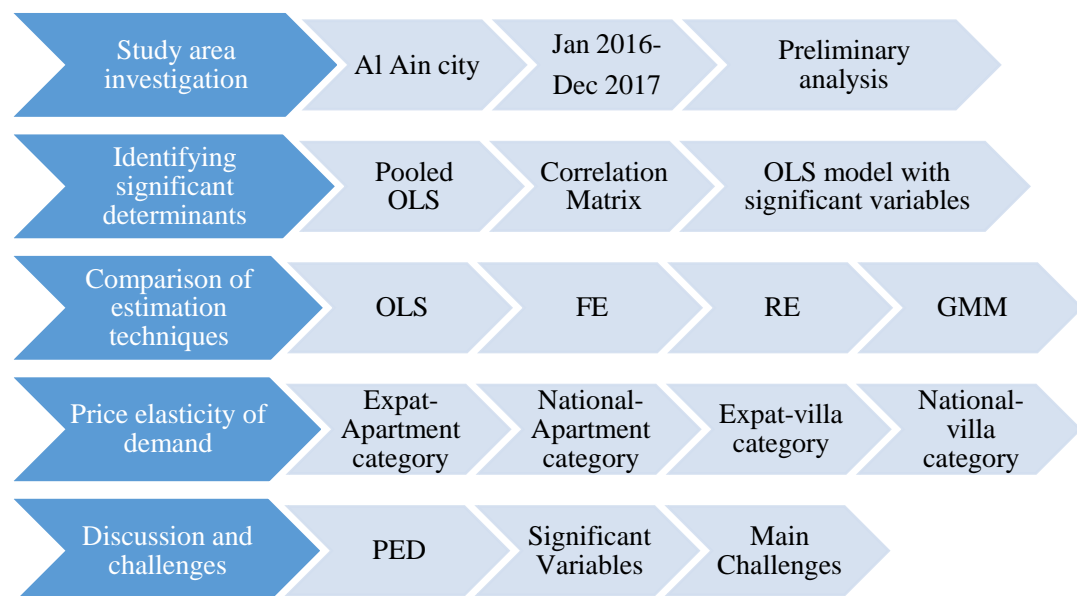 Study area
investigation
Al Ain city
Jan 2016-
Dec 2017
Preliminary
analysis
Identifying
significant
determinants
Pooled
OLS
Correlation
Matrix
OLS model with
significant variables
Comparison of
estimation
techniques
OLS
FE
RE
GMM
Price elasticity of
demand
Expat-
Apartment
category
National-
Apartment
category
Expat-villa
category
National-
villa
category
Discussion and
challenges
PED
Significant
Variables
Main
Challenges